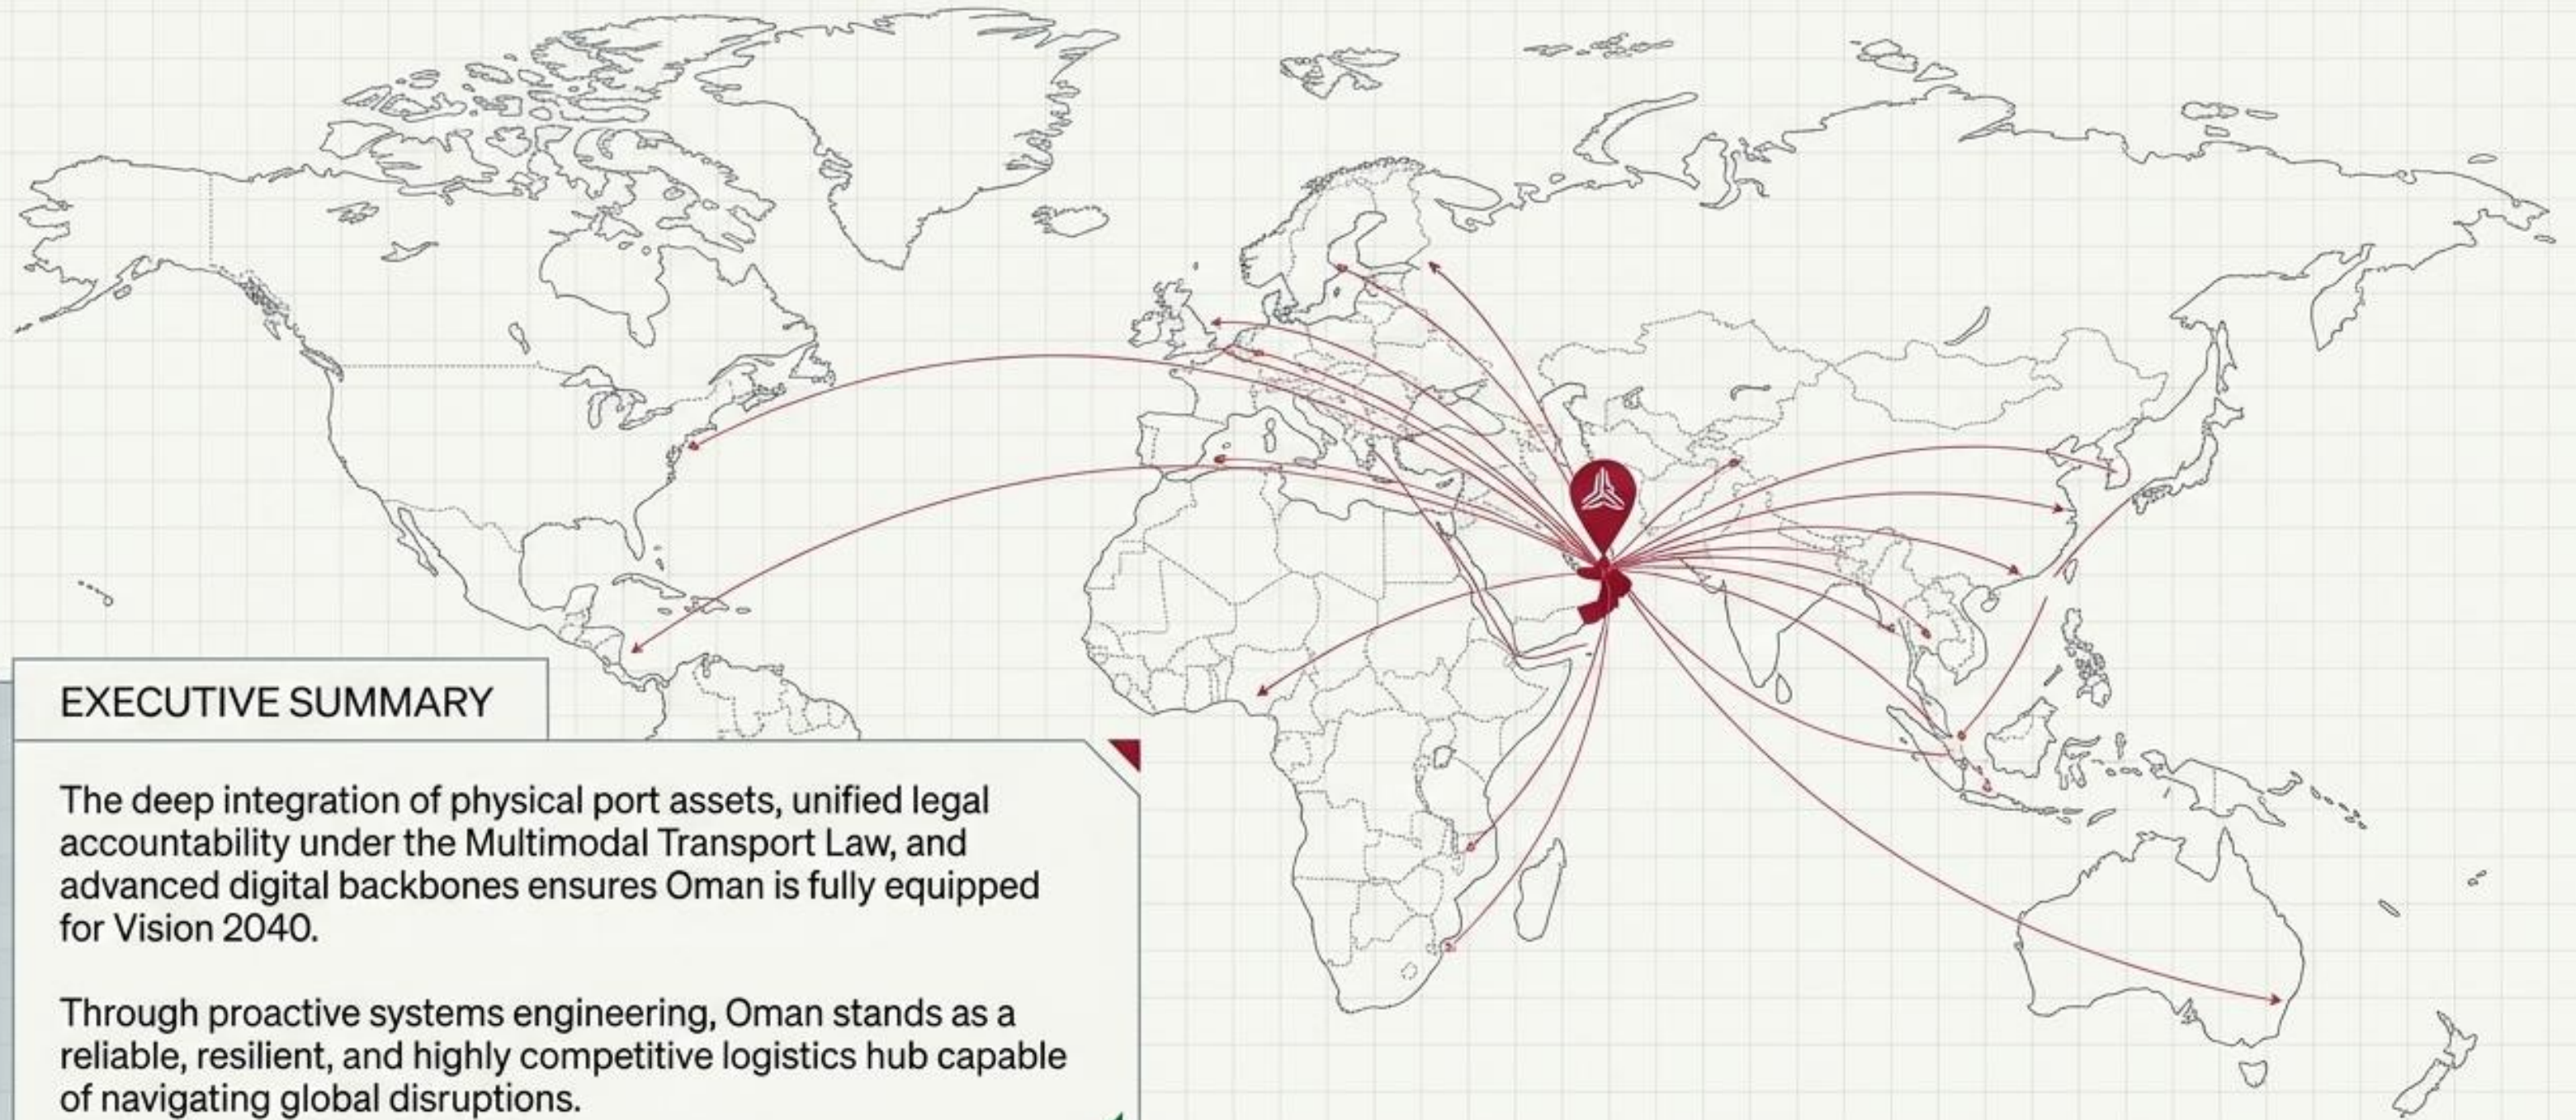 EXECUTIVE SUMMARY
The deep integration of physical port assets, unified legal
accountability under the Multimodal Transport Law, and
advanced digital backbones ensures Oman is fully equipped
for Vision 2040.
Through proactive systems engineering, Oman stands as a
reliable, resilient, and highly competitive logistics hub capable
of navigating global disruptions.